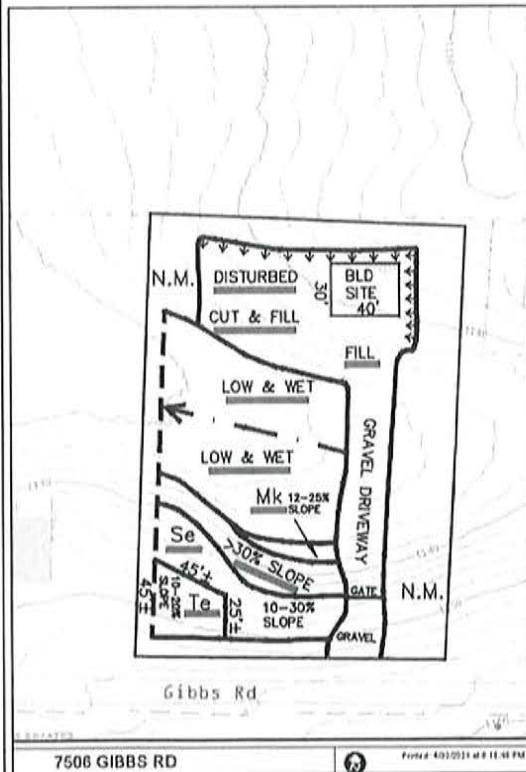 N.M.
DISTURBED
BLD
SITE
30'
40'
CUT & FILL
FILL
LOW & WET
LOW & WET
GRAVEL DRIVEWAY
Mk
12-25%
SLOPE
Se
>30% SLOPE
45'±
45'±
10-20%
SLOPE
Te
25'±
10-30%
SLOPE
GATE
N.M.
GRAVEL
Gibbs Rd
7506 GIBBS RD